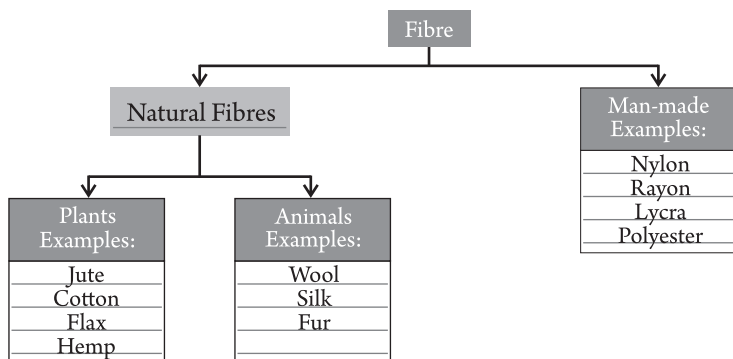 Fibre
Natural Fibres
Man-made
Examples:
Nylon
Rayon
Lycra
Polyester
Plants
Examples:
Jute
Cotton
Flax
Hemp
Animals
Examples:
Wool
Silk
Fur